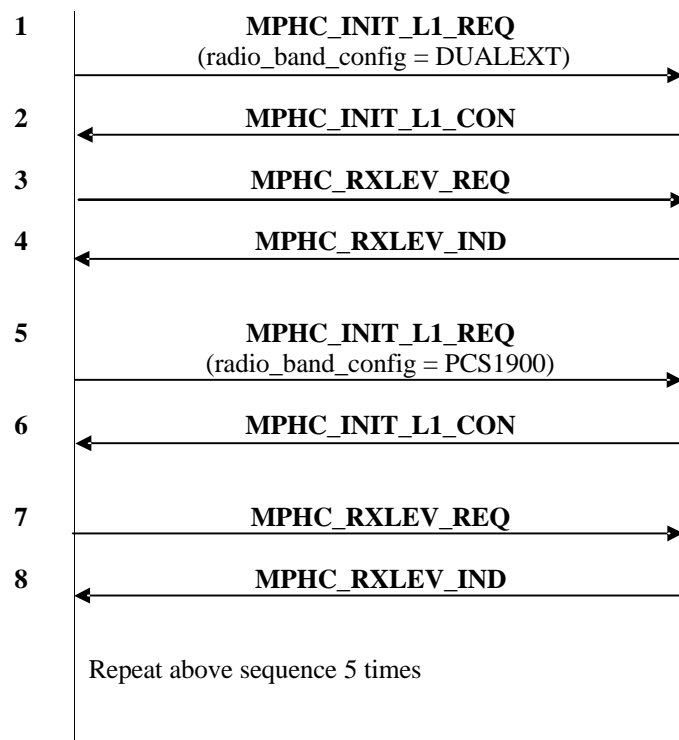 1 MPHC_INIT_L1_REQ
(radio_band_config = DUALEXT)
2 MPHC_INIT_L1_CON
3 MPHC_RXLEV_REQ
4 MPHC_RXLEV_IND
5 MPHC_INIT_L1_REQ
(radio_band_config = PCS1900)
6 MPHC_INIT_L1_CON
7 MPHC_RXLEV_REQ
8 MPHC_RXLEV_IND
Repeat above sequence 5 times